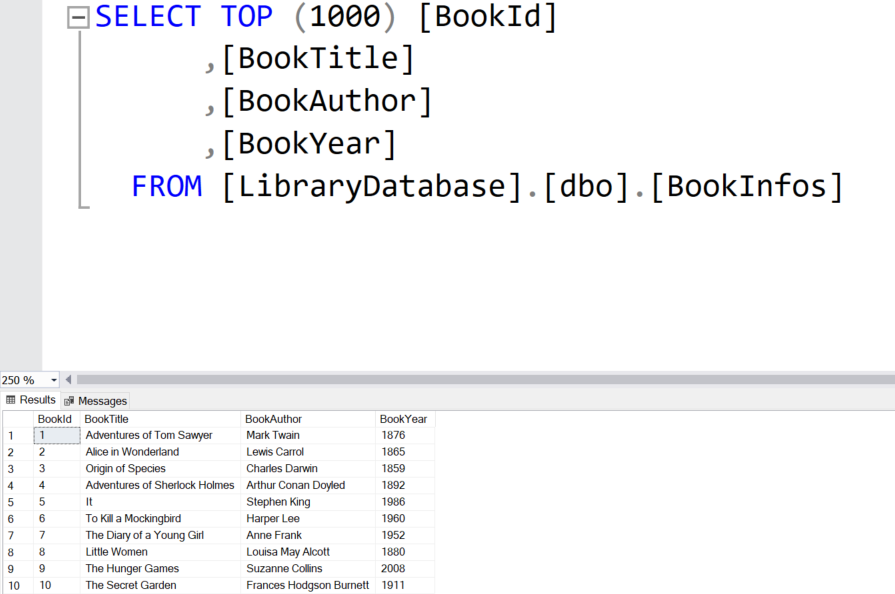 SELECT TOP (1000) [BookId]
,[BookTitle]
,[BookAuthor]
,[BookYear]
FROM [LibraryDatabase].[dbo].[BookInfos]
250 %
Results Messages
BookId BookTitle BookAuthor BookYear
1 1 Adventures of Tom Sawyer Mark Twain 1876
2 2 Alice in Wonderland Lewis Carrol 1865
3 3 Origin of Species Charles Darwin 1859
4 4 Adventures of Sherlock Holmes Arthur Conan Doyled 1892
5 5 It Stephen King 1986
6 6 To Kill a Mockingbird Harper Lee 1960
7 7 The Diary of a Young Girl Anne Frank 1952
8 8 Little Women Louisa May Alcott 1880
9 9 The Hunger Games Suzanne Collins 2008
10 10 The Secret Garden Frances Hodgson Burnett 1911